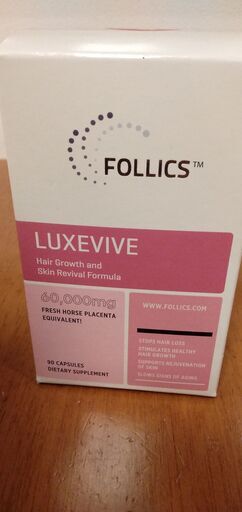 FOLLICS™
LUXEVIVE
Hair Growth and
Skin Revival Formula
60,000mg
FRESH HORSE PLACENTA
EQUIVALENT!
90 CAPSULES
DIETARY SUPPLEMENT
WWW.FOLLICS.COM
STOPS HAIR LOSS
STIMULATES HEALTHY
HAIR GROWTH
SUPPORTS REJUVENATION
OF SKIN
SLOWS SIGNS OF AGING